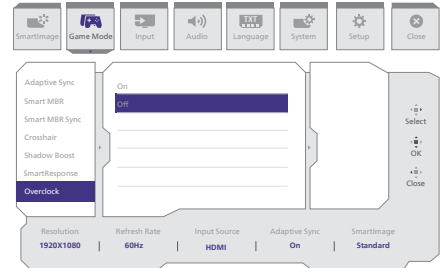 SmartImage
Game Mode
Input
Audio
TXT
Language
System
Setup
Close
Adaptive Sync
Smart MBR
Smart MBR Sync
Crosshair
Shadow Boost
SmartResponse
Overclock
On
Off
Select
OK
Close
Resolution
Refresh Rate
Input Source
Adaptive Sync
SmartImage
1920X1080
60Hz
HMDI
On
Standard